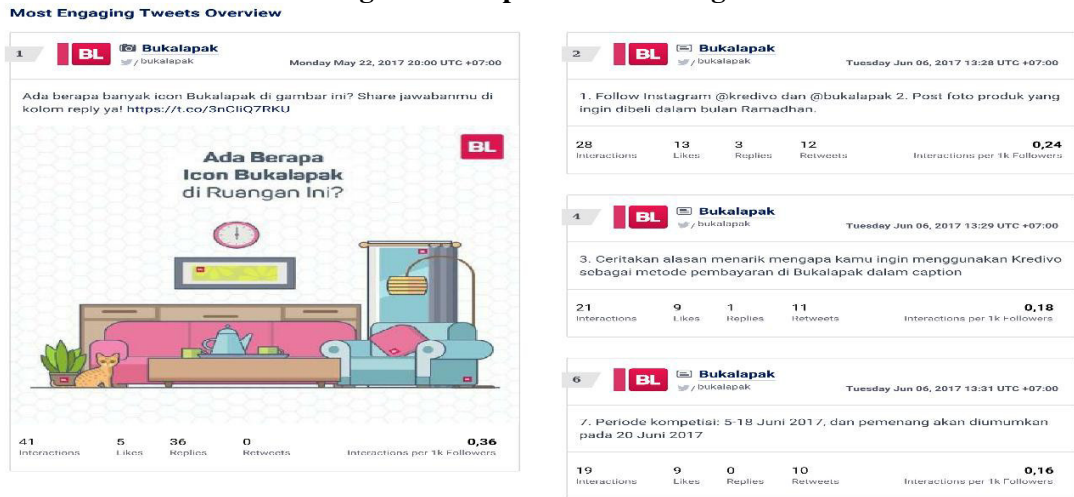 Most Engaging Tweets Overview
1
BL
Bukalapak
/bukalapak
Monday May 22, 2017 20:00 UTC +07:00
Ada berapa banyak icon Bukalapak di gambar ini? Share jawabanmu di
kolom reply ya! https://t.co/3nCIiQ7RKU
BL
Ada Berapa
Icon Bukalapak
di Ruangan Ini?
41 5 36 0 0,36
Interactions Likes Replies Retweets Interactions per 1k Followers
2
BL
Bukalapak
/bukalapak
Tuesday Jun 06, 2017 13:28 UTC +07:00
1. Follow Instagram @kredivo dan @bukalapak 2. Post foto produk yang
ingin dibeli dalam bulan Ramadhan.
28 13 3 12 0,24
Interactions Likes Replies Retweets Interactions per 1k Followers
4
BL
Bukalapak
/bukalapak
Tuesday Jun 06, 2017 13:29 UTC +07:00
3. Ceritakan alasan menarik mengapa kamu ingin menggunakan Kredivo
sebagai metode pembayaran di Bukalapak dalam caption
21 9 1 11 0,18
Interactions Likes Replies Retweets Interactions per 1k Followers
6
BL
Bukalapak
/bukalapak
Tuesday Jun 06, 2017 13:31 UTC +07:00
7. Periode kompetisi: 5-18 Juni 2017, dan pemenang akan diumumkan
pada 20 Juni 2017
19 9 0 10 0,16
Interactions Likes Replies Retweets Interactions per 1k Followers